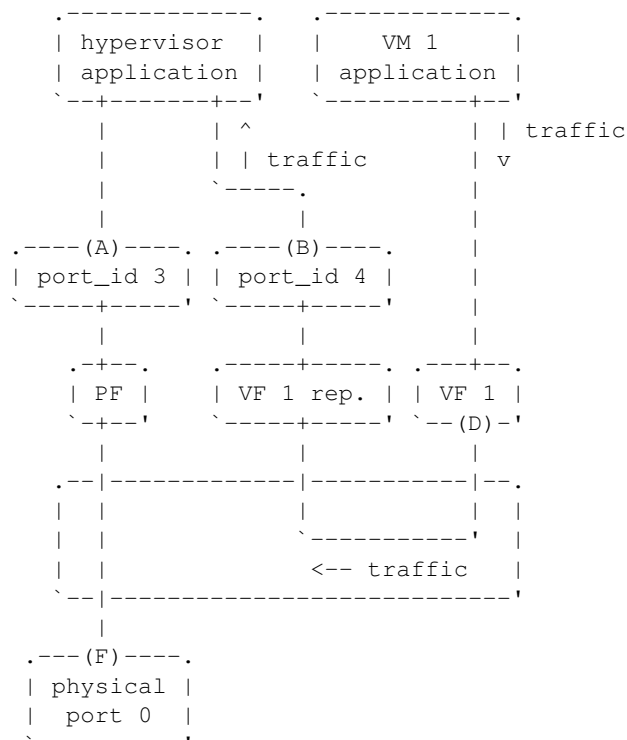 hypervisor VM 1
application application
traffic
traffic
(A) (B)
port_id 3 port_id 4
PF VF 1 rep. VF 1
(D)
<-- traffic
(F)
physical
port 0